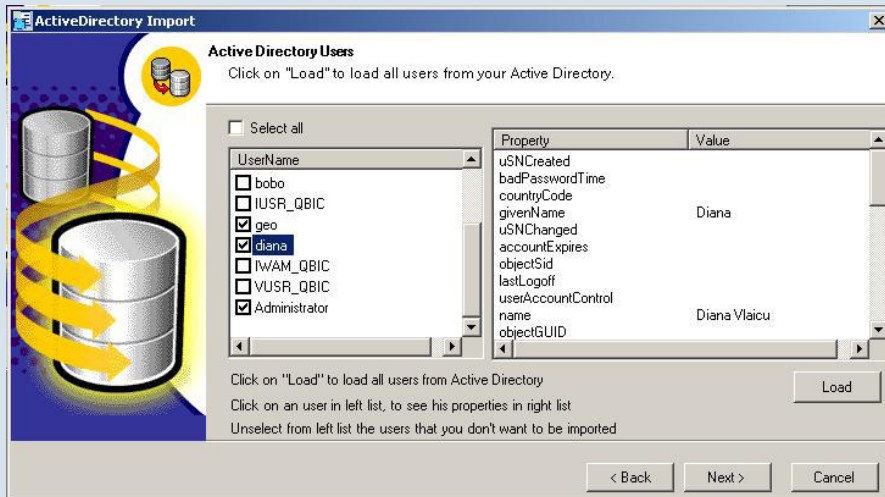 ActiveDirectory Import
Active Directory Users
Click on "Load" to load all users from your Active Directory.
Select all
UserName
bobo
IUSR_QBIC
geo
diana
IWAM_QBIC
VUSR_QBIC
Administrator
Property Value
uSNCreated
badPasswordTime
countryCode
givenName Diana
uSNChanged
accountExpires
objectSid
lastLogoff
userAccountControl
name Diana Vlaicu
objectGUID
Click on "Load" to load all users from Active Directory
Click on an user in left list, to see his properties in right list
Unselect from left list the users that you don't want to be imported
Load
< Back
Next >
Cancel